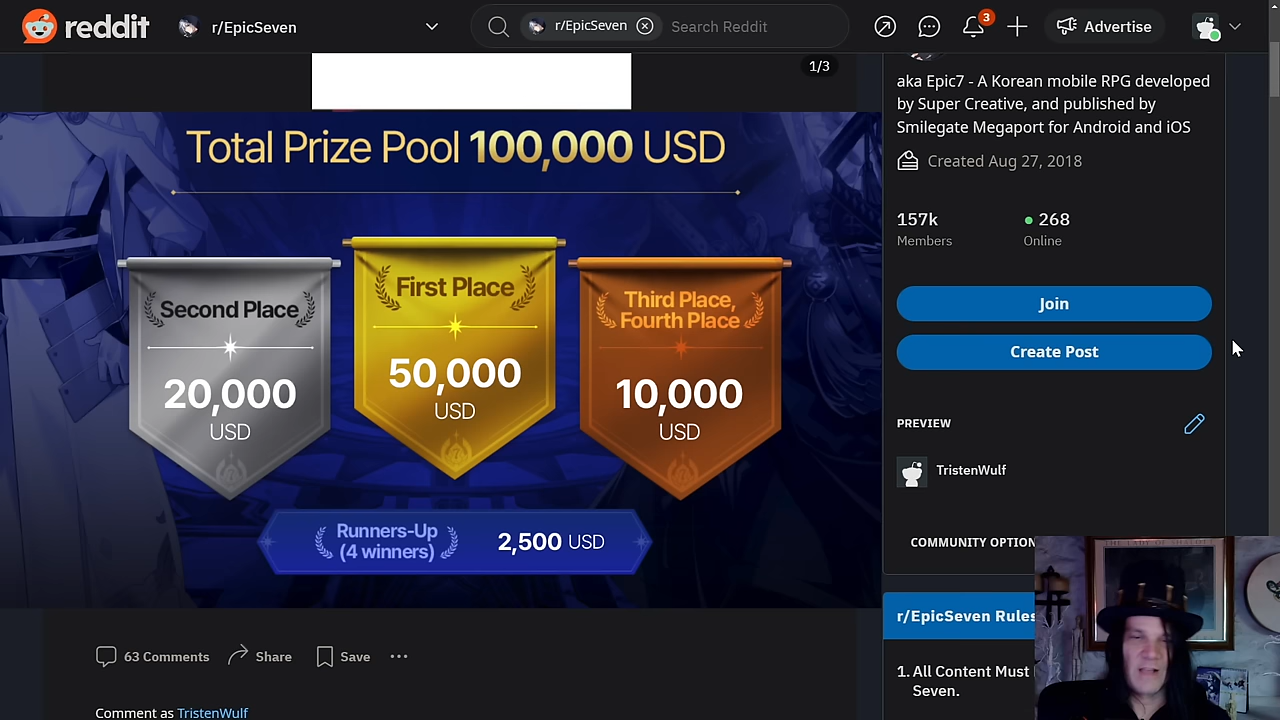 reddit
r/EpicSeven
r/EpicSeven
Search Reddit
3
Advertise
1/3
Total Prize Pool 100,000 USD
Second Place
20,000
USD
First Place
50,000
USD
Third Place,
Fourth Place
10,000
USD
Runners-Up
(4 winners)
2,500 USD
63 Comments
Share
Save
Comment as TristenWulf
aka Epic7 - A Korean mobile RPG developed
by Super Creative, and published by
Smilegate Megaport for Android and iOS
Created Aug 27, 2018
157k
Members
268
Online
Join
Create Post
PREVIEW
TristenWulf
COMMUNITY OPTION
r/EpicSeven Rules
1. All Content Must
Seven.
THE LADY OF SHALOTT